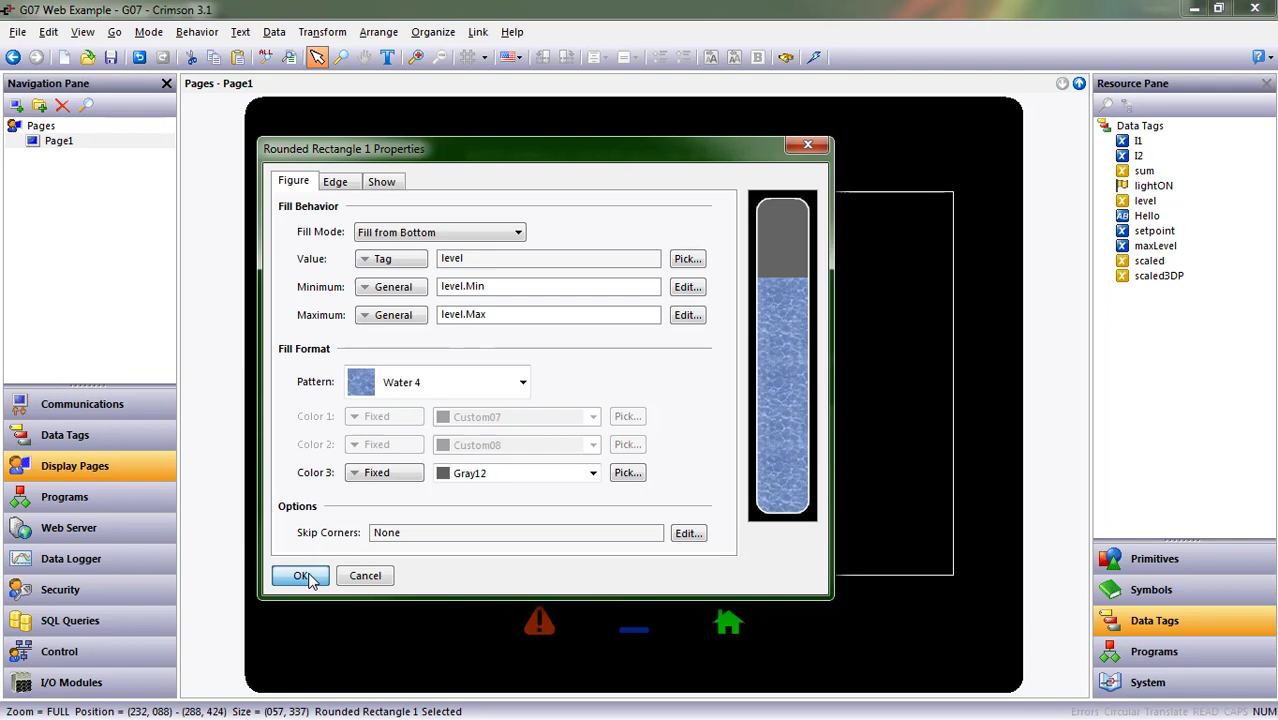 G07 Web Example - G07 - Crimson 3.1
File Edit View Go Mode Behavior Text Data Transform Arrange Organize Link Help
Navigation Pane
Pages - Page1
Resource Pane
Pages
Page1
Data Tags
I1
I2
sum
lightON
level
Hello
setpoint
maxLevel
scaled
scaled3DP
Rounded Rectangle 1 Properties
Figure Edge Show
Fill Behavior
Fill Mode: Fill from Bottom
Value: Tag level Pick...
Minimum: General level.Min Edit...
Maximum: General level.Max Edit...
Fill Format
Pattern: Water 4
Color 1: Fixed Custom07 Pick...
Color 2: Fixed Custom08 Pick...
Color 3: Fixed Gray12 Pick...
Options
Skip Corners: None Edit...
OK Cancel
Communications
Data Tags
Display Pages
Programs
Web Server
Data Logger
Security
SQL Queries
Control
I/O Modules
Primitives
Symbols
Data Tags
Programs
System
Zoom = FULL Position = (232, 088) - (288, 424) Size = (057, 337) Rounded Rectangle 1 Selected
Errors Circular Translate READ CAPS NUM